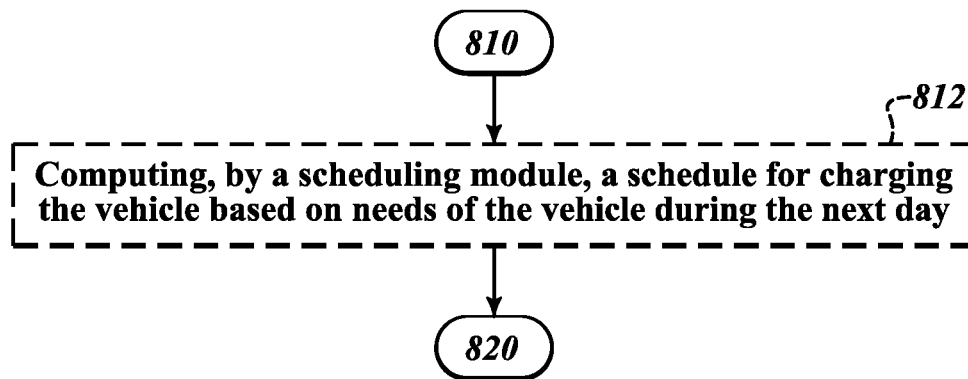 810
812
Computing, by a scheduling module, a schedule for charging
the vehicle based on needs of the vehicle during the next day
820